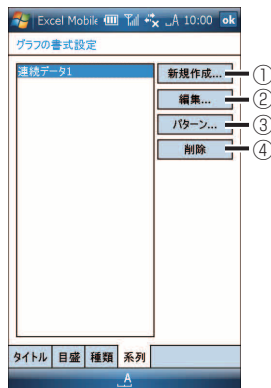 Excel Mobile 10:00 ok
グラフの書式設定
連続データ1
新規作成... ①
編集... ②
パターン... ③
削除 ④
タイトル 目盛 種類 系列
A